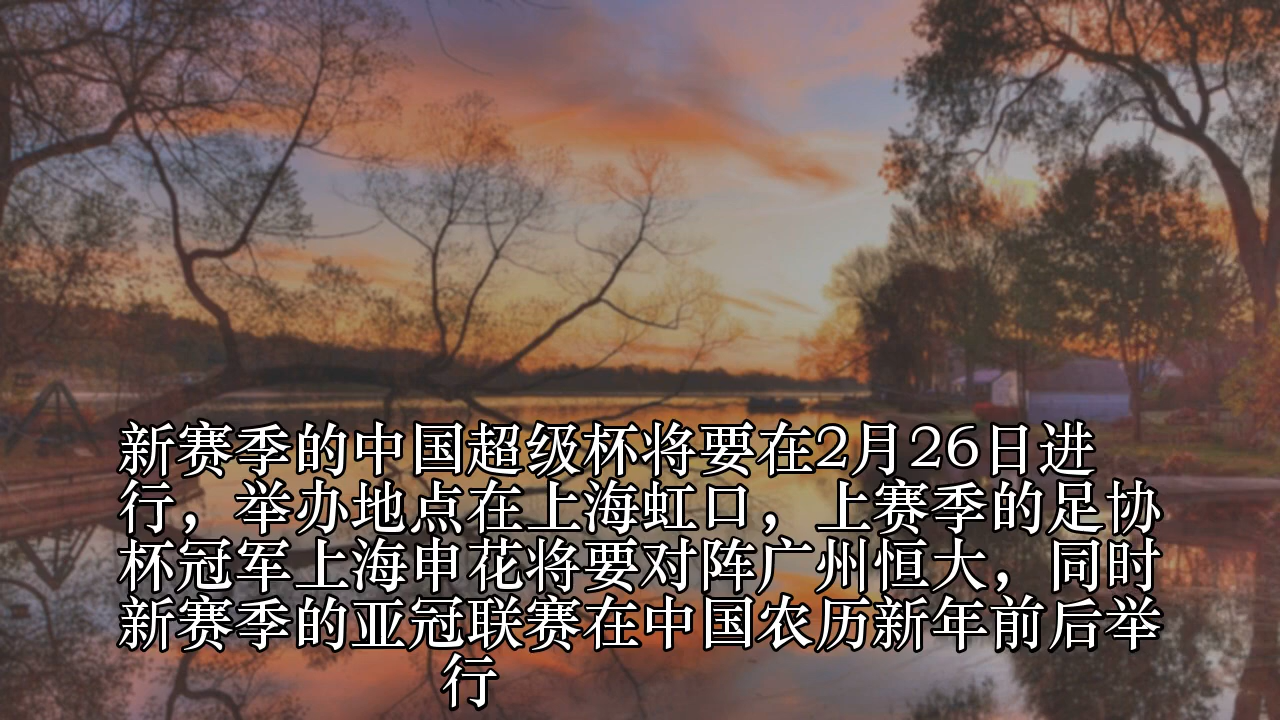 新赛季的中国超级杯将要在2月26日进
行，举办地点在上海虹口，上赛季的足协
杯冠军上海申花将要对阵广州恒大，同时
新赛季的亚冠联赛在中国农历新年前后举
行